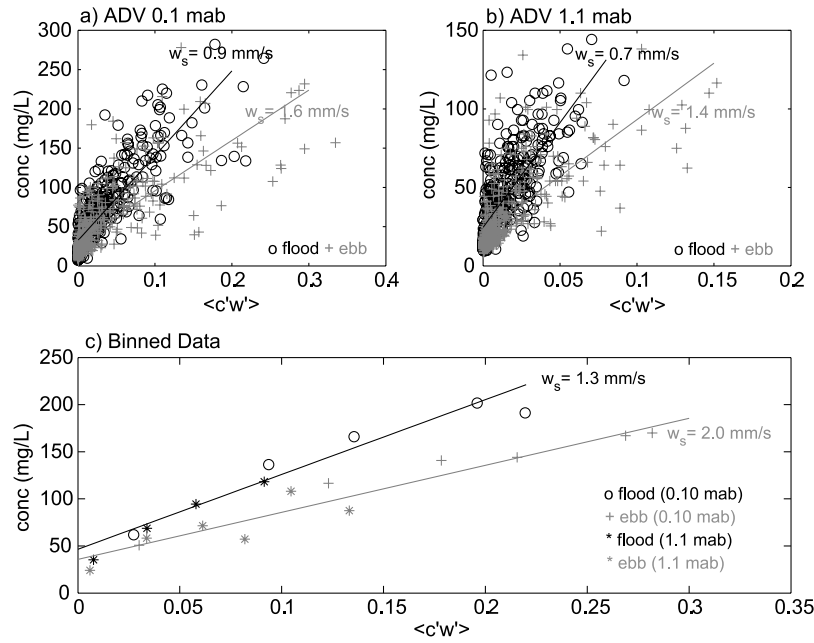 a) ADV 0.1 mab
300
250
200
150
100
50
0
conc (mg/L)
w_s = 0.9 mm/s
w_s = 1.6 mm/s
o flood + ebb
0
0.1
0.2
0.3
0.4
<c'w'>
b) ADV 1.1 mab
150
100
50
0
conc (mg/L)
w_s = 0.7 mm/s
w_s = 1.4 mm/s
o flood + ebb
0
0.05
0.1
0.15
0.2
<c'w'>
c) Binned Data
250
200
150
100
50
0
conc (mg/L)
w_s = 1.3 mm/s
w_s = 2.0 mm/s
o flood (0.10 mab)
+ ebb (0.10 mab)
* flood (1.1 mab)
* ebb (1.1 mab)
0
0.05
0.1
0.15
0.2
0.25
0.3
0.35
<c'w'>